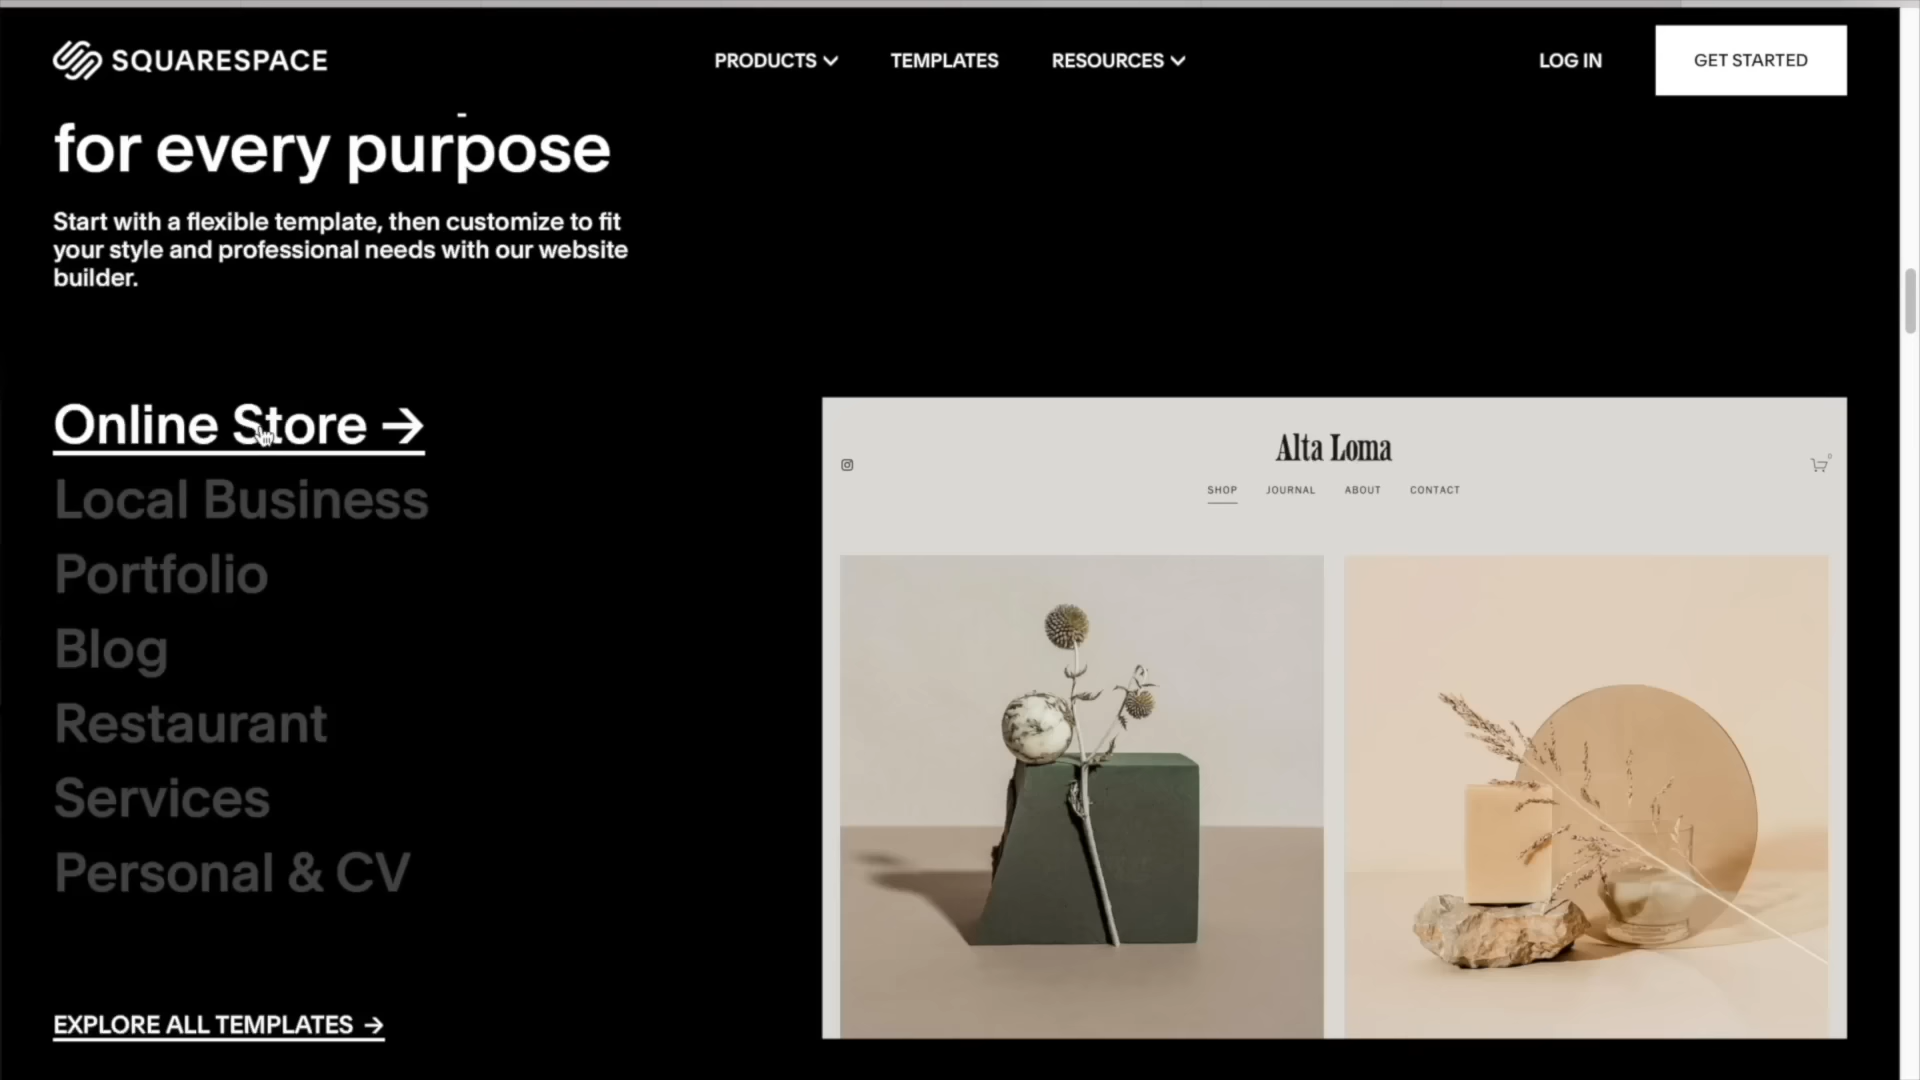 SQUARESPACE
PRODUCTS
TEMPLATES
RESOURCES
LOG IN
GET STARTED
for every purpose
Start with a flexible template, then customize to fit
your style and professional needs with our website
builder.
Online Store →
Local Business
Portfolio
Blog
Restaurant
Services
Personal & CV
EXPLORE ALL TEMPLATES →
Alta Loma
0
SHOP JOURNAL ABOUT CONTACT